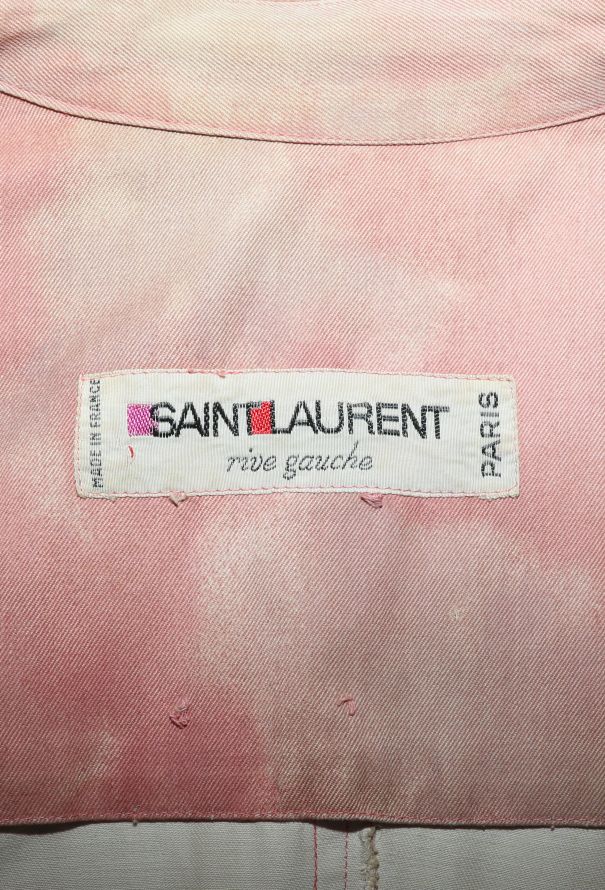 MADE IN FRANCE
SAINT LAURENT
rive gauche
PARIS